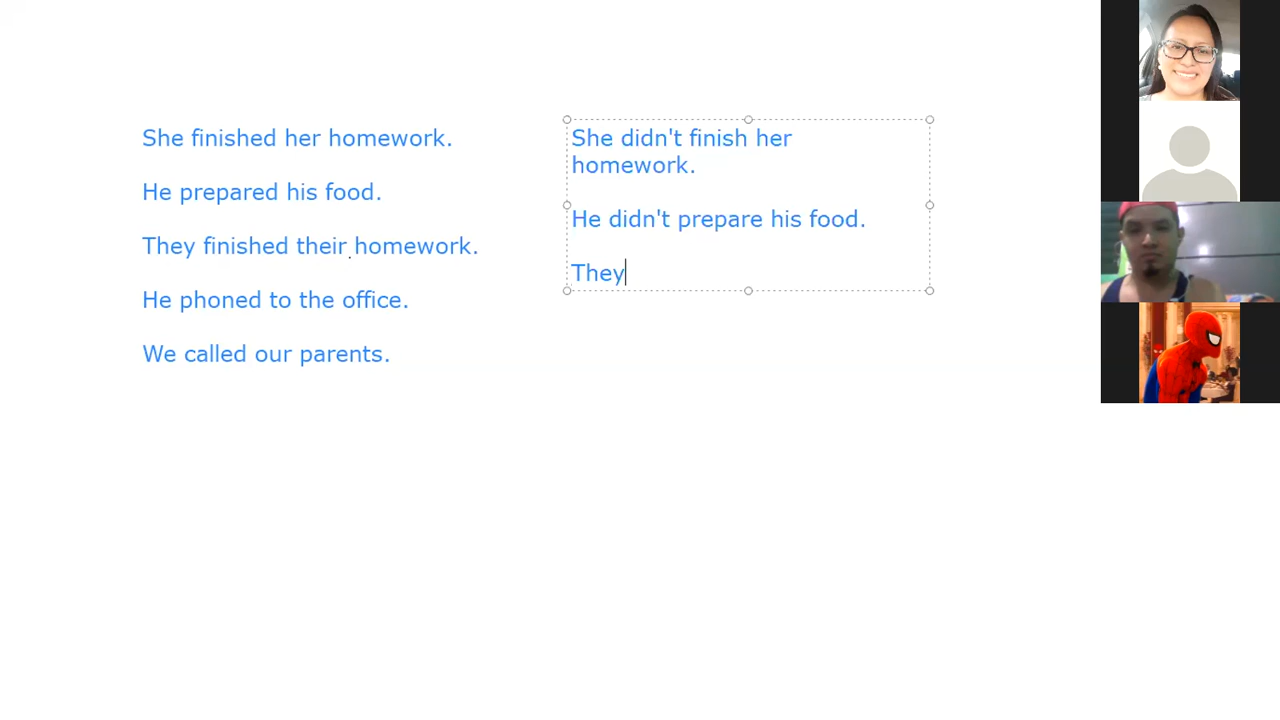 She finished her homework.
He prepared his food.
They finished their homework.
He phoned to the office.
We called our parents.
She didn't finish her
homework.
He didn't prepare his food.
They